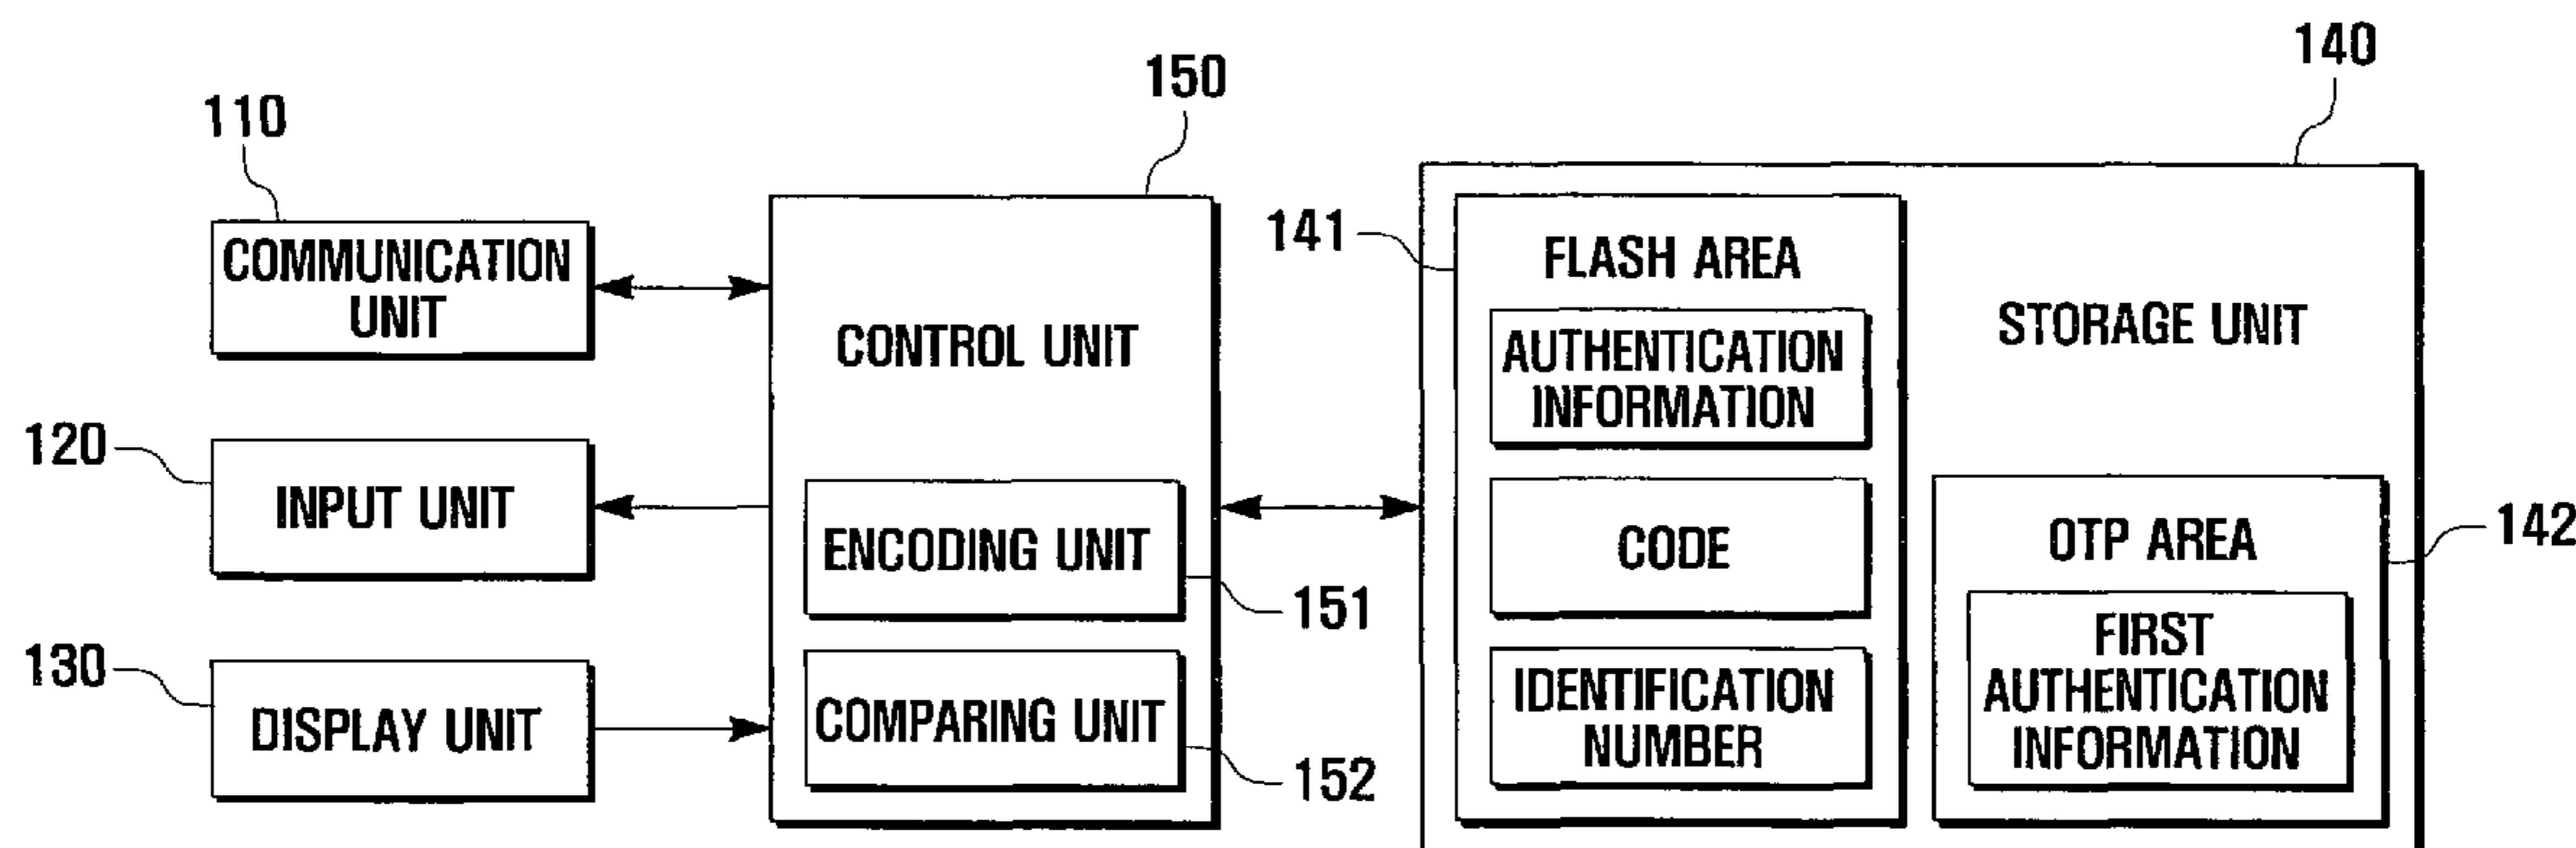 140
150
110
141
FLASH AREA
COMMUNICATION
UNIT
STORAGE UNIT
CONTROL UNIT
AUTHENTICATION
INFORMATION
120
INPUT UNIT
142
OTP AREA
ENCODING UNIT
CODE
151
FIRST
AUTHENTICATION
INFORMATION
130
IDENTIFICATION
NUMBER
DISPLAY UNIT
COMPARING UNIT
152